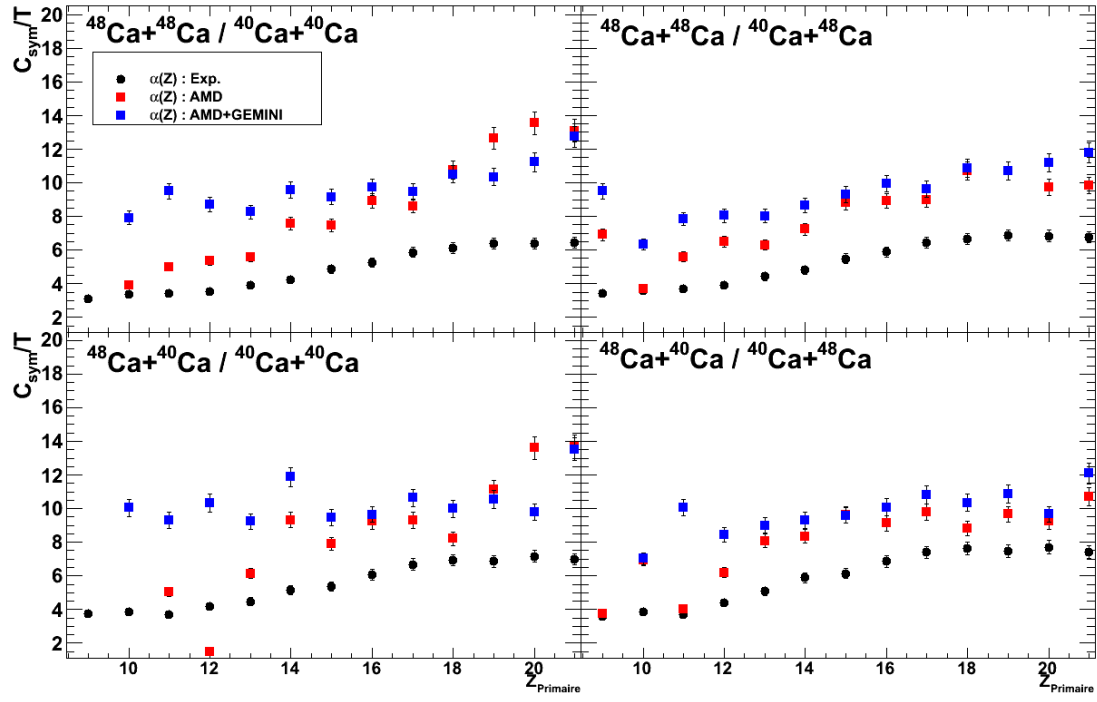 C_sym/T
20
18
16
14
12
10
8
6
4
2
⁴⁸Ca+⁴⁸Ca / ⁴⁰Ca+⁴⁰Ca
α(Z) : Exp.
α(Z) : AMD
α(Z) : AMD+GEMINI
⁴⁸Ca+⁴⁸Ca / ⁴⁰Ca+⁴⁸Ca
C_sym/T
20
18
16
14
12
10
8
6
4
2
⁴⁸Ca+⁴⁰Ca / ⁴⁰Ca+⁴⁰Ca
⁴⁸Ca+⁴⁰Ca / ⁴⁰Ca+⁴⁸Ca
10 12 14 16 18 20 10 12 14 16 18 20
Z_Primaire Z_Primaire